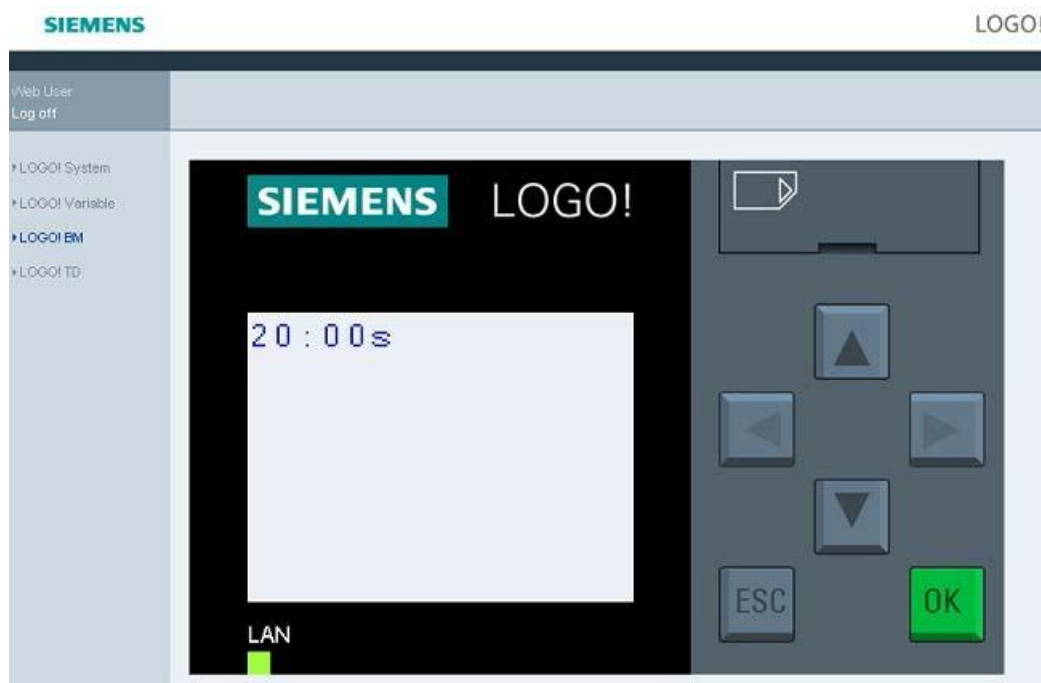 SIEMENS
LOGO!
Web User
Log off
LOGO! System
LOGO! Variable
LOGO! BM
LOGO! TD
SIEMENS LOGO!
20:00s
ESC
OK
LAN